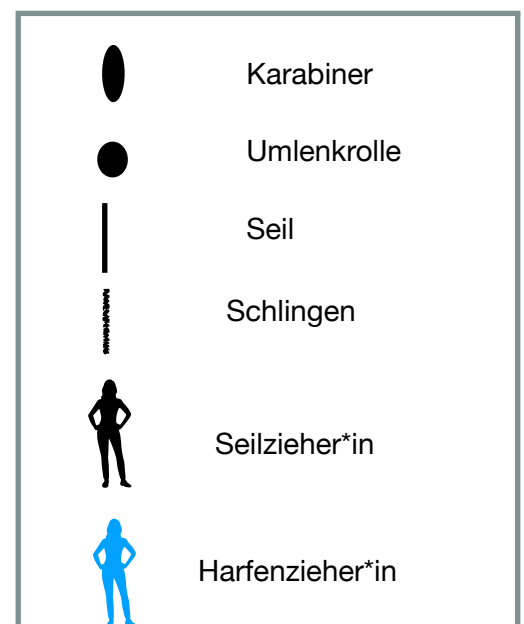 Karabiner
Umlenkrolle
Seil
Schlingen
Seilzieher*in
Harfenzieher*in